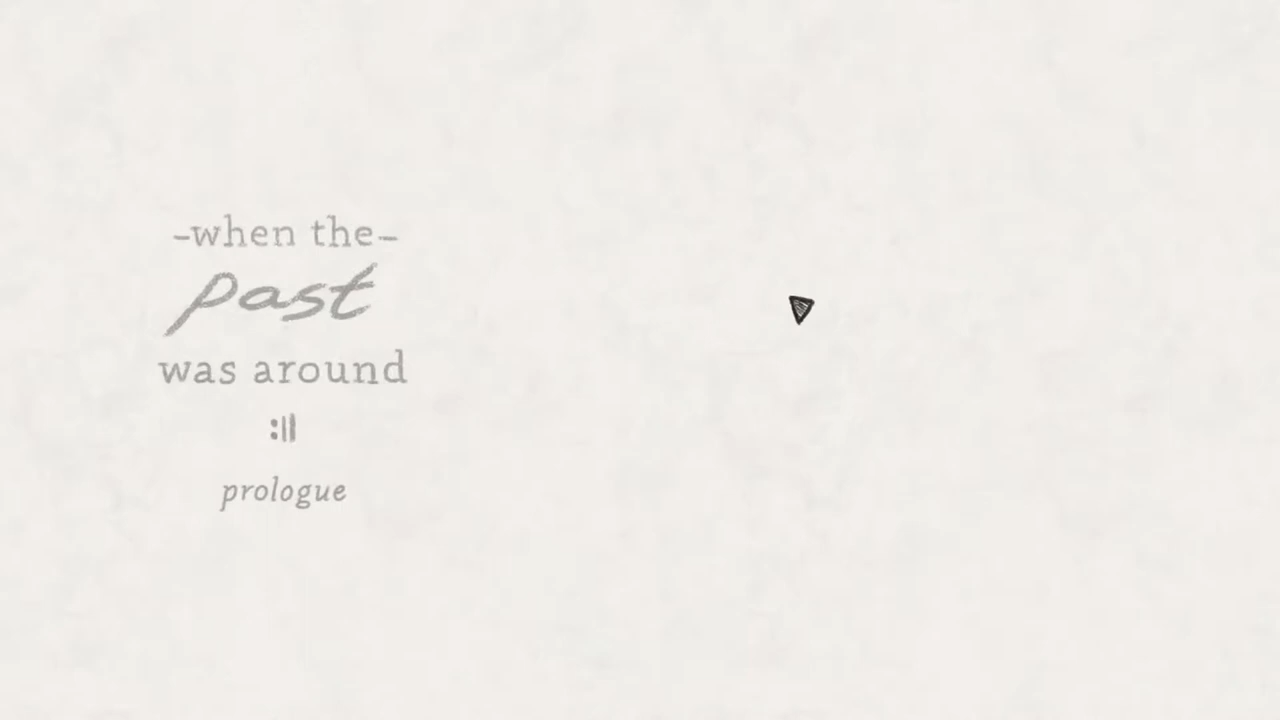 -when the-
past
was around
:||
prologue